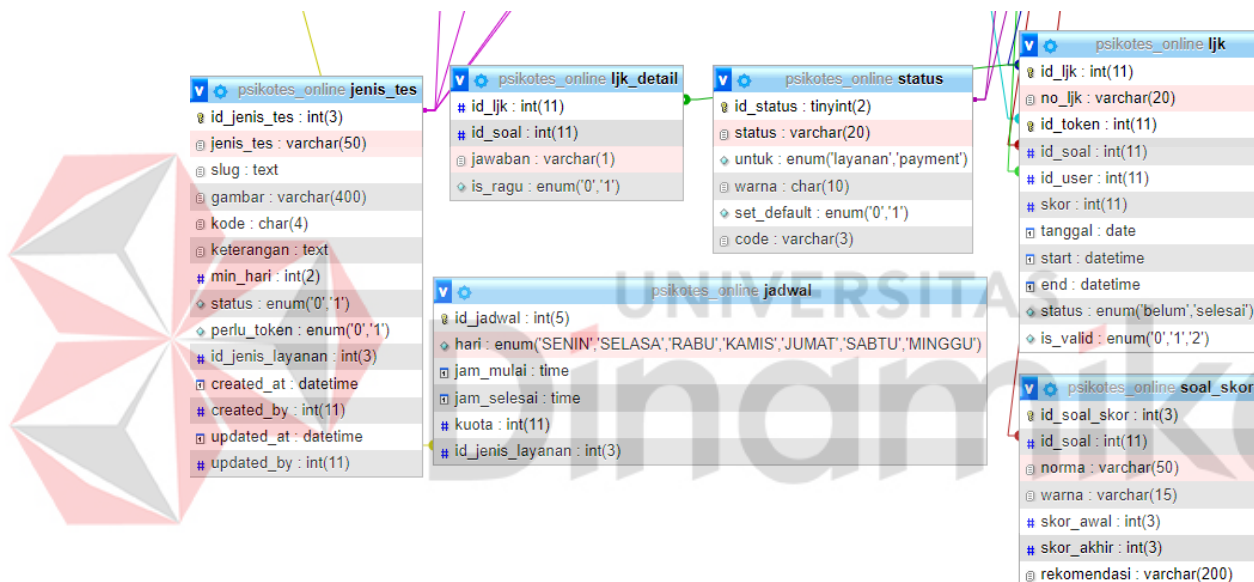 psikotes_online jenis_tes
id_jenis_tes : int(3)
jenis_tes : varchar(50)
slug : text
gambar : varchar(400)
kode : char(4)
keterangan : text
min_hari : int(2)
status : enum('0','1')
perlu_token : enum('0','1')
id_jenis_layanan : int(3)
created_at : datetime
created_by : int(11)
updated_at : datetime
updated_by : int(11)
psikotes_online ljk_detail
id_ljk : int(11)
id_soal : int(11)
jawaban : varchar(1)
is_ragu : enum('0','1')
psikotes_online status
id_status : tinyint(2)
status : varchar(20)
untuk : enum('layanan','payment')
warna : char(10)
set_default : enum('0','1')
code : varchar(3)
psikotes_online jadwal
id_jadwal : int(5)
hari : enum('SENIN','SELASA','RABU','KAMIS','JUMAT','SABTU','MINGGU')
jam_mulai : time
jam_selesai : time
kuota : int(11)
id_jenis_layanan : int(3)
psikotes_online ljk
id_ljk : int(11)
no_ljk : varchar(20)
id_token : int(11)
id_soal : int(11)
id_user : int(11)
skor : int(11)
tanggal : date
start : datetime
end : datetime
status : enum('belum','selesai')
is_valid : enum('0','1','2')
psikotes_online soal_skor
id_soal_skor : int(3)
id_soal : int(11)
norma : varchar(50)
warna : varchar(15)
skor_awal : int(3)
skor_akhir : int(3)
rekomendasi : varchar(200)
UNIVERSITAS
Dinamika